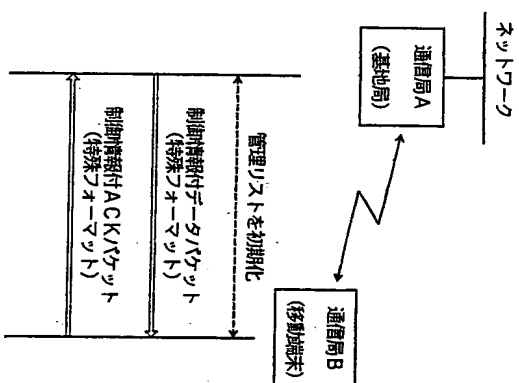 ネットワーク
通信局A
(基地局)
通信局B
(移動端末)
管理リストを初期化
制御情報付データパケット
(特殊フォーマット)
制御情報付ACKパケット
(特殊フォーマット)